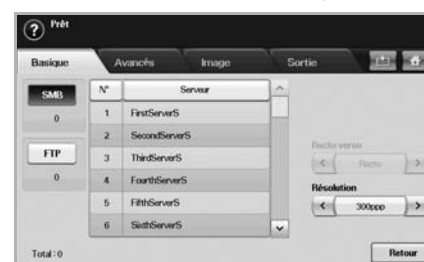 ? Prêt
Basique Avancés Image Sortie
SMB
0
FTP
0
N° Serveur
1 FirstServerS
2 SecondServerS
3 ThirdServerS
4 FourthServerS
5 FifthServerS
6 SixthServerS
Recto verso
< Recto >
Résolution
< 300ppp >
Total : 0
Retour